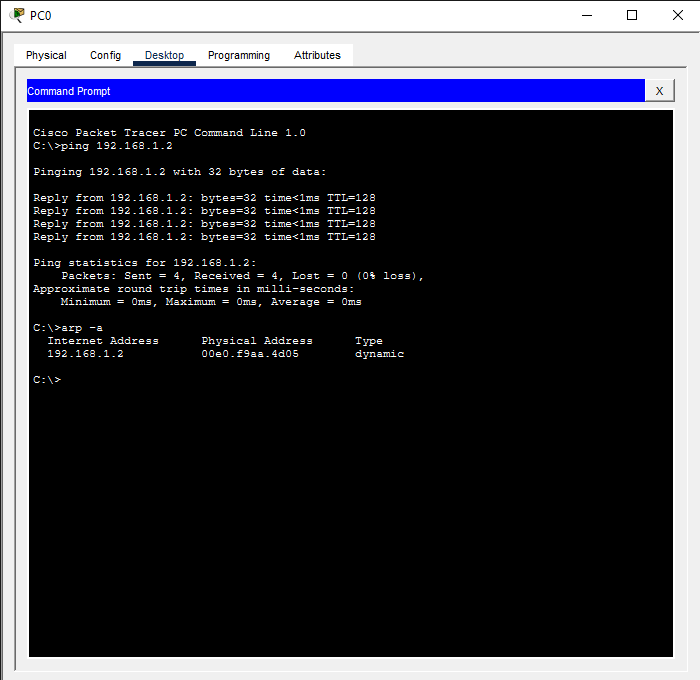 PC0
Physical Config Desktop Programming Attributes
Command Prompt X
Cisco Packet Tracer PC Command Line 1.0
C:\>ping 192.168.1.2
Pinging 192.168.1.2 with 32 bytes of data:
Reply from 192.168.1.2: bytes=32 time<1ms TTL=128
Reply from 192.168.1.2: bytes=32 time<1ms TTL=128
Reply from 192.168.1.2: bytes=32 time<1ms TTL=128
Reply from 192.168.1.2: bytes=32 time<1ms TTL=128
Ping statistics for 192.168.1.2:
    Packets: Sent = 4, Received = 4, Lost = 0 (0% loss),
Approximate round trip times in milli-seconds:
    Minimum = 0ms, Maximum = 0ms, Average = 0ms
C:\>arp -a
  Internet Address      Physical Address      Type
  192.168.1.2           00e0.f9aa.4d05        dynamic
C:\>